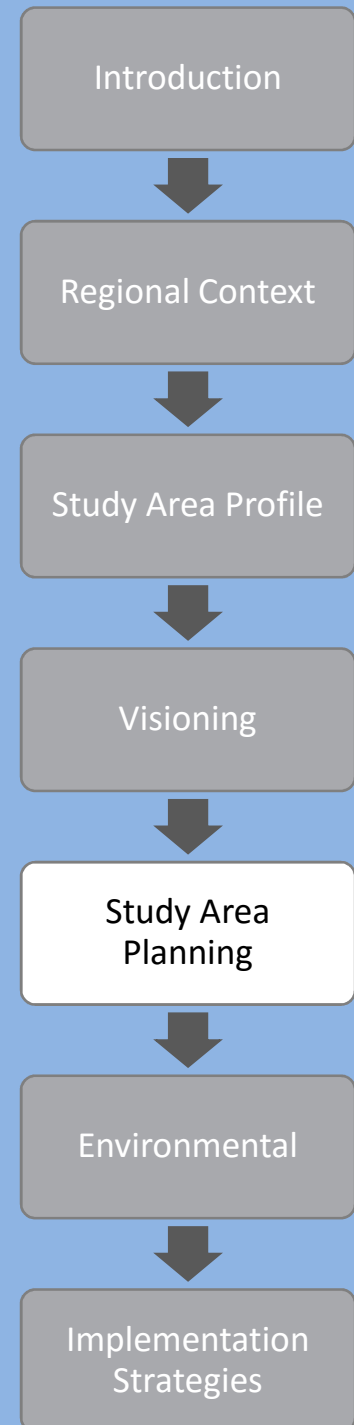 Introduction
Regional Context
Study Area Profile
Visioning
Study Area
Planning
Environmental
Implementation
Strategies